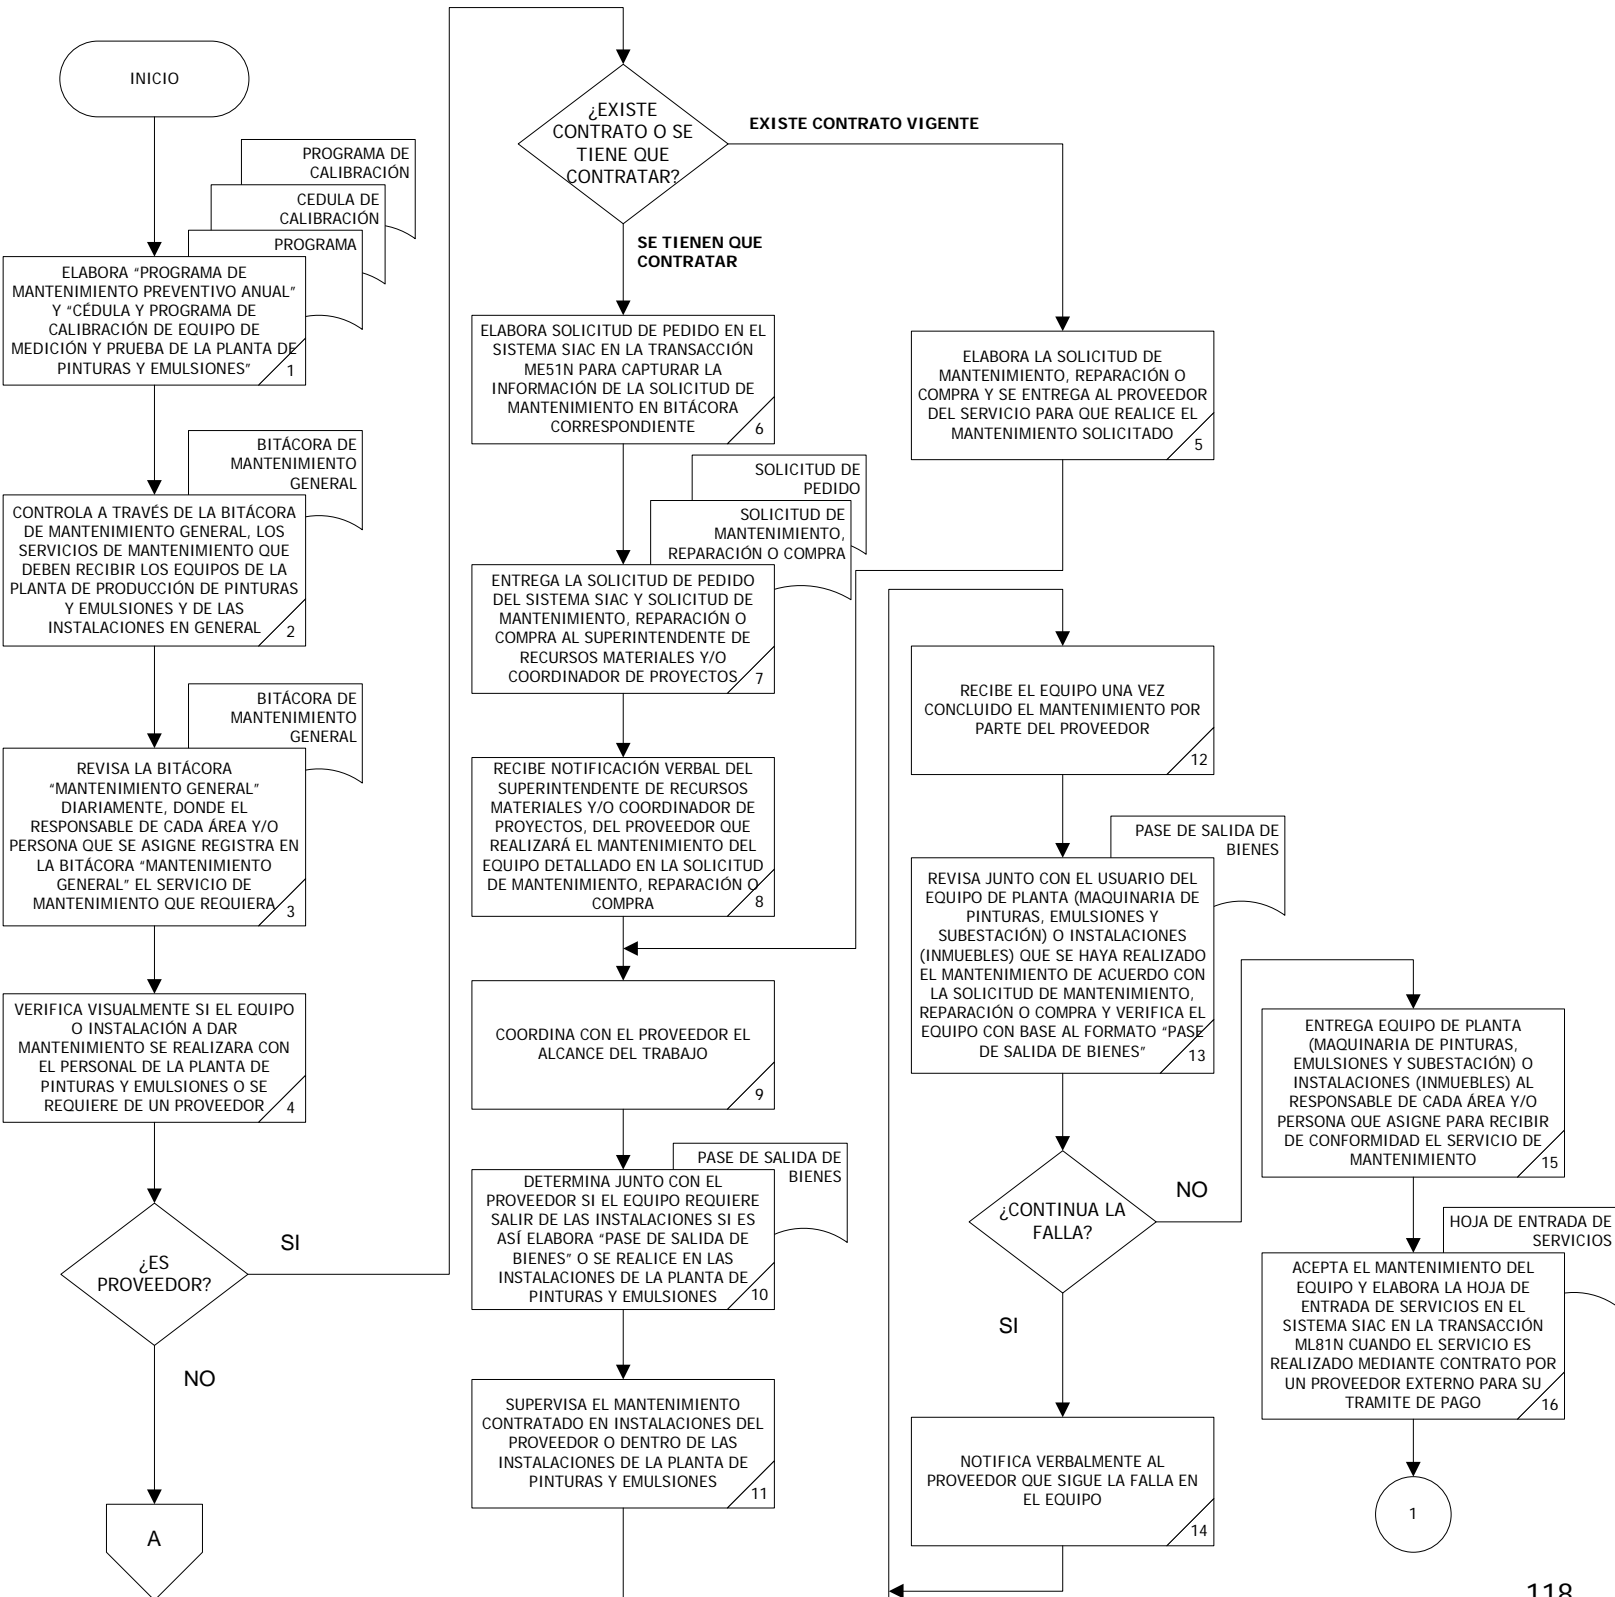 INICIO
PROGRAMA DE
CALIBRACIÓN
CEDULA DE
CALIBRACIÓN
PROGRAMA
ELABORA “PROGRAMA DE
MANTENIMIENTO PREVENTIVO ANUAL”
Y “CÉDULA Y PROGRAMA DE
CALIBRACIÓN DE EQUIPO DE
MEDICIÓN Y PRUEBA DE LA PLANTA DE
PINTURAS Y EMULSIONES”
1
BITÁCORA DE
MANTENIMIENTO
GENERAL
CONTROLA A TRAVÉS DE LA BITÁCORA
DE MANTENIMIENTO GENERAL, LOS
SERVICIOS DE MANTENIMIENTO QUE
DEBEN RECIBIR LOS EQUIPOS DE LA
PLANTA DE PRODUCCIÓN DE PINTURAS
Y EMULSIONES Y DE LAS
INSTALACIONES EN GENERAL
2
BITÁCORA DE
MANTENIMIENTO
GENERAL
REVISA LA BITÁCORA
“MANTENIMIENTO GENERAL”
DIARIAMENTE, DONDE EL
RESPONSABLE DE CADA ÁREA Y/O
PERSONA QUE SE ASIGNE REGISTRA EN
LA BITÁCORA “MANTENIMIENTO
GENERAL” EL SERVICIO DE
MANTENIMIENTO QUE REQUIERA
3
VERIFICA VISUALMENTE SI EL EQUIPO
O INSTALACIÓN A DAR
MANTENIMIENTO SE REALIZARA CON
EL PERSONAL DE LA PLANTA DE
PINTURAS Y EMULSIONES O SE
REQUIERE DE UN PROVEEDOR
4
¿ES
PROVEEDOR?
SI
NO
A
¿EXISTE
CONTRATO O SE
TIENE QUE
CONTRATAR?
EXISTE CONTRATO VIGENTE
SE TIENEN QUE
CONTRATAR
ELABORA SOLICITUD DE PEDIDO EN EL
SISTEMA SIAC EN LA TRANSACCIÓN
ME51N PARA CAPTURAR LA
INFORMACIÓN DE LA SOLICITUD DE
MANTENIMIENTO EN BITÁCORA
CORRESPONDIENTE
6
SOLICITUD DE
PEDIDO
SOLICITUD DE
MANTENIMIENTO,
REPARACIÓN O COMPRA
ENTREGA LA SOLICITUD DE PEDIDO
DEL SISTEMA SIAC Y SOLICITUD DE
MANTENIMIENTO, REPARACIÓN O
COMPRA AL SUPERINTENDENTE DE
RECURSOS MATERIALES Y/O
COORDINADOR DE PROYECTOS
7
RECIBE NOTIFICACIÓN VERBAL DEL
SUPERINTENDENTE DE RECURSOS
MATERIALES Y/O COORDINADOR DE
PROYECTOS, DEL PROVEEDOR QUE
REALIZARÁ EL MANTENIMIENTO DEL
EQUIPO DETALLADO EN LA SOLICITUD
DE MANTENIMIENTO, REPARACIÓN O
COMPRA
8
COORDINA CON EL PROVEEDOR EL
ALCANCE DEL TRABAJO
9
PASE DE SALIDA DE
BIENES
DETERMINA JUNTO CON EL
PROVEEDOR SI EL EQUIPO REQUIERE
SALIR DE LAS INSTALACIONES SI ES
ASÍ ELABORA “PASE DE SALIDA DE
BIENES” O SE REALICE EN LAS
INSTALACIONES DE LA PLANTA DE
PINTURAS Y EMULSIONES
10
SUPERVISA EL MANTENIMIENTO
CONTRATADO EN INSTALACIONES DEL
PROVEEDOR O DENTRO DE LAS
INSTALACIONES DE LA PLANTA DE
PINTURAS Y EMULSIONES
11
ELABORA LA SOLICITUD DE
MANTENIMIENTO, REPARACIÓN O
COMPRA Y SE ENTREGA AL PROVEEDOR
DEL SERVICIO PARA QUE REALICE EL
MANTENIMIENTO SOLICITADO
5
RECIBE EL EQUIPO UNA VEZ
CONCLUIDO EL MANTENIMIENTO POR
PARTE DEL PROVEEDOR
12
PASE DE SALIDA DE
BIENES
REVISA JUNTO CON EL USUARIO DEL
EQUIPO DE PLANTA (MAQUINARIA DE
PINTURAS, EMULSIONES Y
SUBESTACIÓN) O INSTALACIONES
(INMUEBLES) QUE SE HAYA REALIZADO
EL MANTENIMIENTO DE ACUERDO CON
LA SOLICITUD DE MANTENIMIENTO,
REPARACIÓN O COMPRA Y VERIFICA EL
EQUIPO CON BASE AL FORMATO “PASE
DE SALIDA DE BIENES”
13
¿CONTINUA LA
FALLA?
NO
SI
NOTIFICA VERBALMENTE AL
PROVEEDOR QUE SIGUE LA FALLA EN
EL EQUIPO
14
ENTREGA EQUIPO DE PLANTA
(MAQUINARIA DE PINTURAS,
EMULSIONES Y SUBESTACIÓN) O
INSTALACIONES (INMUEBLES) AL
RESPONSABLE DE CADA ÁREA Y/O
PERSONA QUE ASIGNE PARA RECIBIR
DE CONFORMIDAD EL SERVICIO DE
MANTENIMIENTO
15
HOJA DE ENTRADA DE
SERVICIOS
ACEPTA EL MANTENIMIENTO DEL
EQUIPO Y ELABORA LA HOJA DE
ENTRADA DE SERVICIOS EN EL
SISTEMA SIAC EN LA TRANSACCIÓN
ML81N CUANDO EL SERVICIO ES
REALIZADO MEDIANTE CONTRATO POR
UN PROVEEDOR EXTERNO PARA SU
TRAMITE DE PAGO
16
1
118